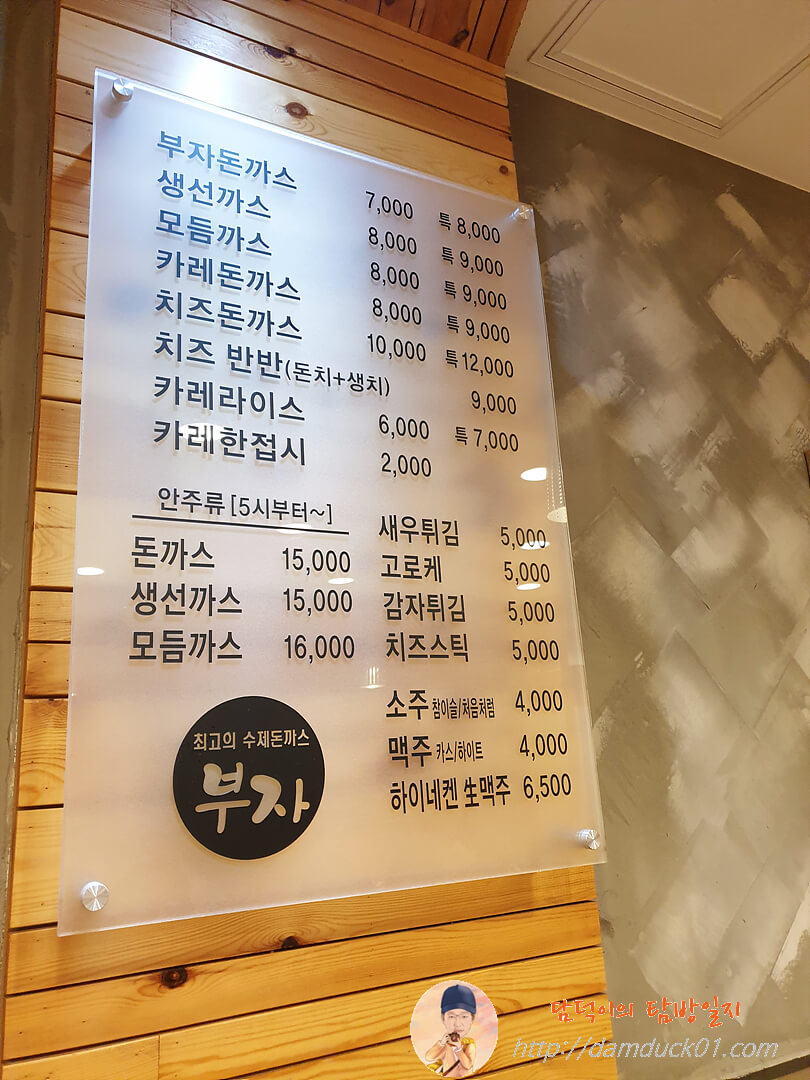 부자돈까스 7,000 특 8,000
생선까스 8,000 특 9,000
모듬까스 8,000 특 9,000
카레돈까스 8,000 특 9,000
치즈돈까스 10,000 특 12,000
치즈 반반(돈치+생치) 9,000
카레라이스 6,000 특 7,000
카레한접시 2,000
안주류 [5시부터~]
돈까스 15,000
생선까스 15,000
모듬까스 16,000
새우튀김 5,000
고로케 5,000
감자튀김 5,000
치즈스틱 5,000
소주 참이슬/처음처럼 4,000
맥주 카스/하이트 4,000
하이네켄 生맥주 6,500
최고의 수제돈까스
부자
담덕이의 탐방일지
http://damduck01.com